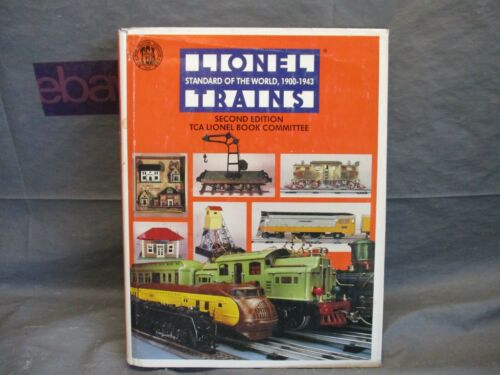 LIONEL®
STANDARD OF THE WORLD, 1900-1943
TRAINS
SECOND EDITION
TCA LIONEL BOOK COMMITTEE
ebay